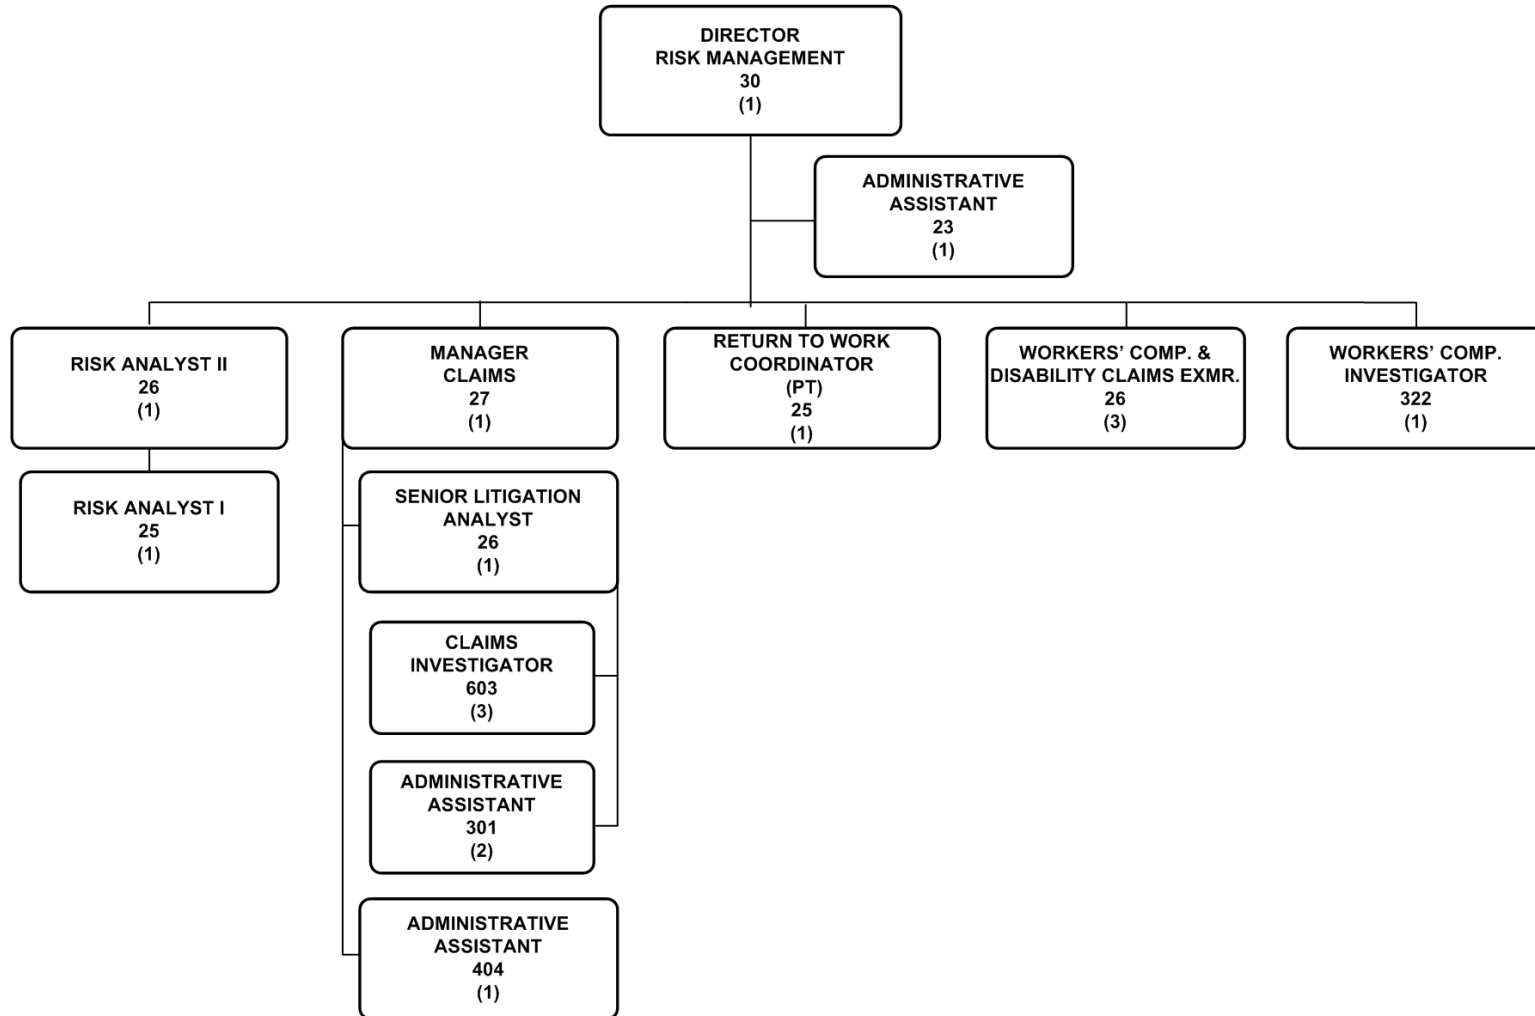 DIRECTOR
RISK MANAGEMENT
30
(1)
ADMINISTRATIVE
ASSISTANT
23
(1)
RISK ANALYST II
26
(1)
MANAGER
CLAIMS
27
(1)
RETURN TO WORK
COORDINATOR
(PT)
25
(1)
WORKERS’ COMP. &
DISABILITY CLAIMS EXMR.
26
(3)
WORKERS’ COMP.
INVESTIGATOR
322
(1)
RISK ANALYST I
25
(1)
SENIOR LITIGATION
ANALYST
26
(1)
CLAIMS
INVESTIGATOR
603
(3)
ADMINISTRATIVE
ASSISTANT
301
(2)
ADMINISTRATIVE
ASSISTANT
404
(1)